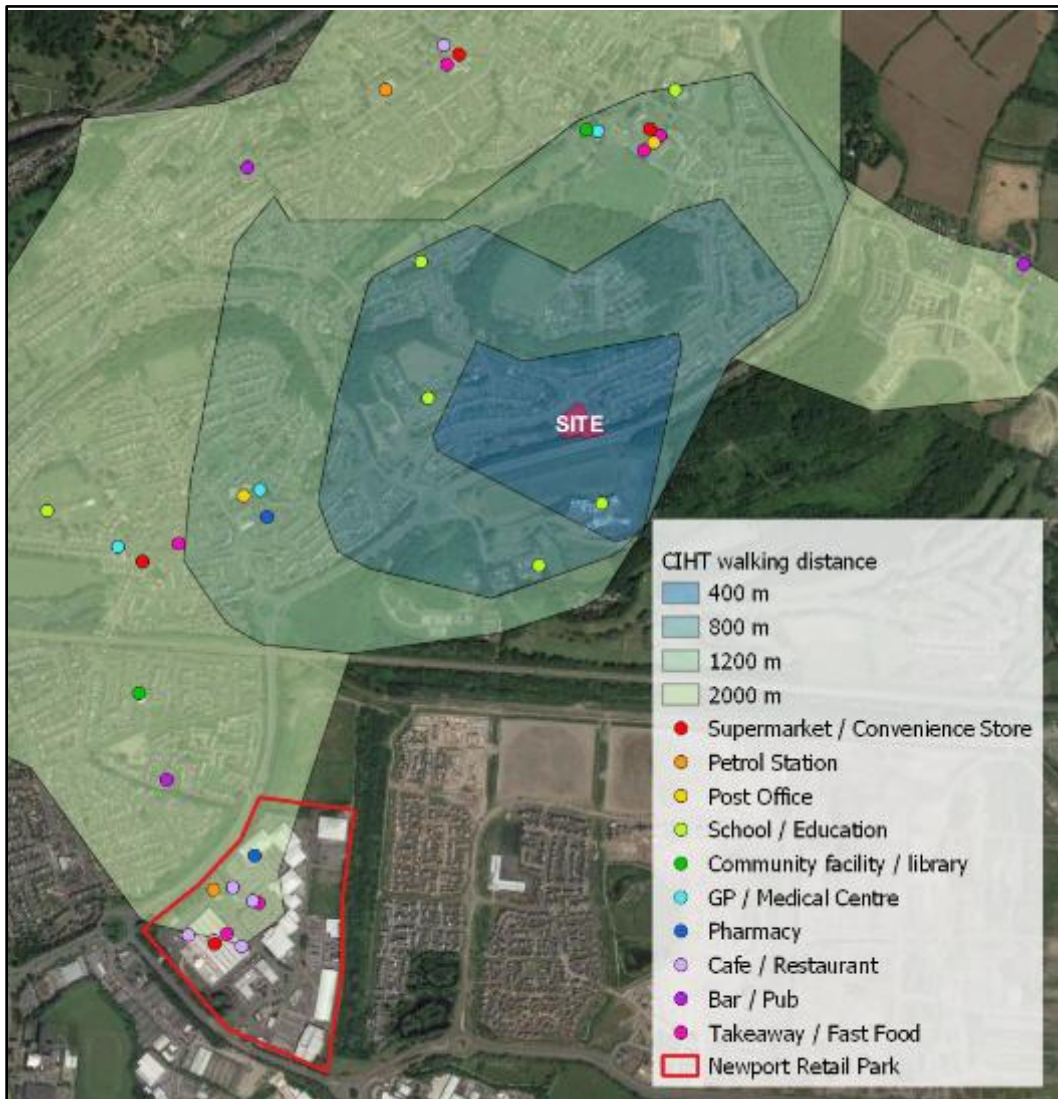 SITE
CIHT walking distance
400 m
800 m
1200 m
2000 m
Supermarket / Convenience Store
Petrol Station
Post Office
School / Education
Community facility / library
GP / Medical Centre
Pharmacy
Cafe / Restaurant
Bar / Pub
Takeaway / Fast Food
Newport Retail Park